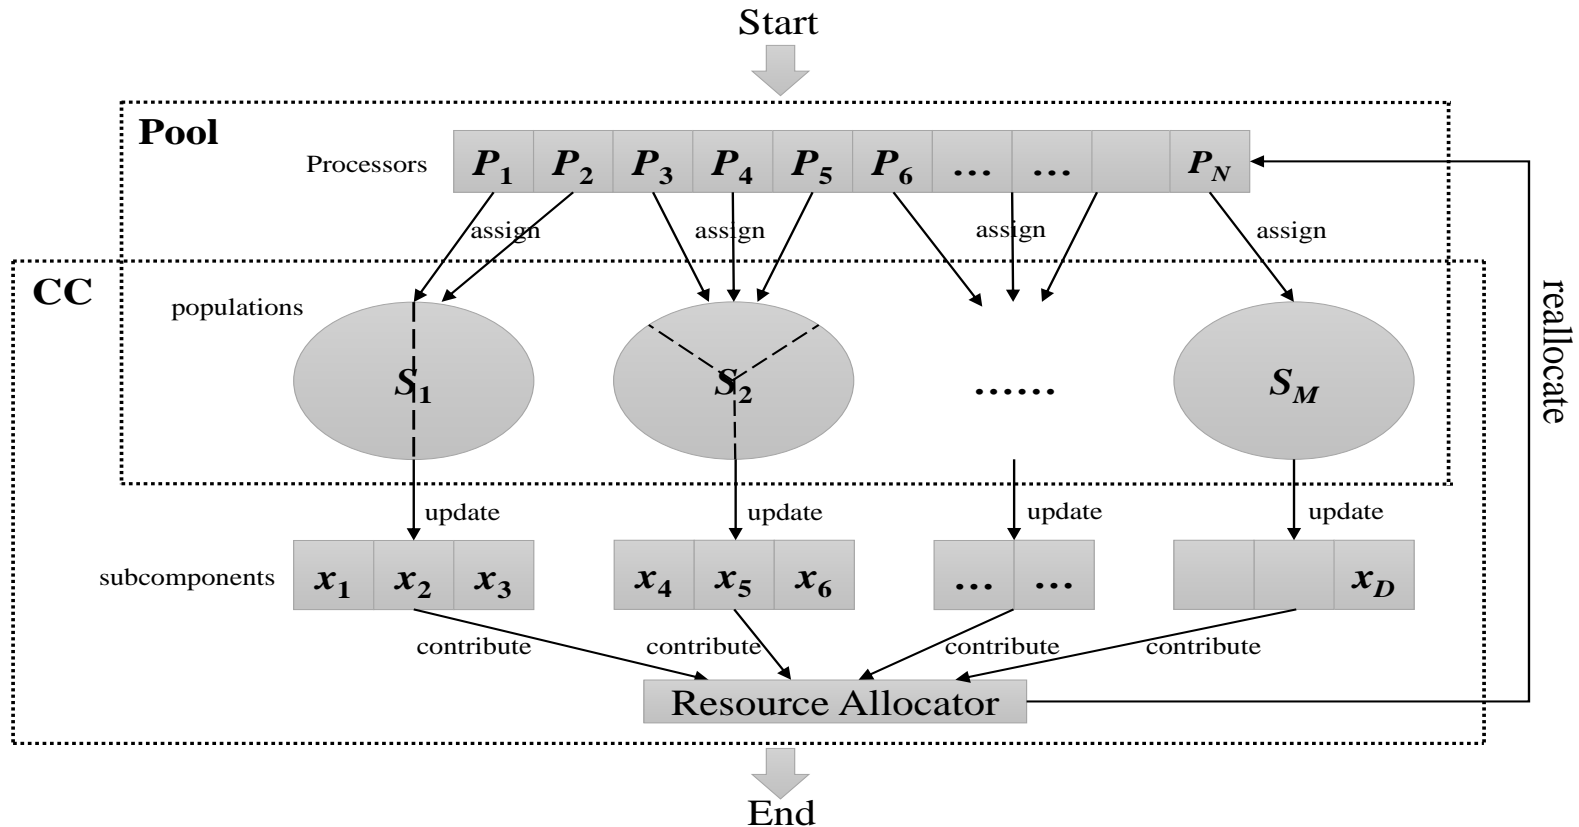 Start
Pool
Processors P1 P2 P3 P4 P5 P6 ... ... PN
assign assign assign assign
CC
populations
S1 S2 ...... SM
reallocate
update update update update
subcomponents x1 x2 x3 x4 x5 x6 ... ... xD
contribute contribute contribute contribute
Resource Allocator
End